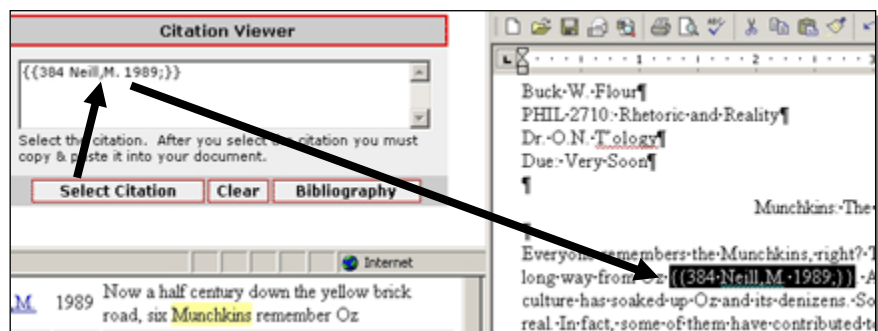 Citation Viewer
{{384 Neill,M. 1989;}}
Select the citation. After you select the citation you must
copy & paste it into your document.
Select Citation Clear Bibliography
Internet
M. 1989 Now a half century down the yellow brick
road, six Munchkins remember Oz
1 2
Buck·W.·Flour¶
PHIL·2710:·Rhetoric·and·Reality¶
Dr.·O.N.·T'ology¶
Due:·Very·Soon¶
¶
Munchkins:·The·
¶
Everyone·remembers·the·Munchkins,·right?·T
long·way·from·Oz·{{384·Neill,M.·1989;}}.·A
culture·has·soaked·up·Oz·and·its·denizens.·So
real.·In·fact,·some·of·them·have·contributed·t